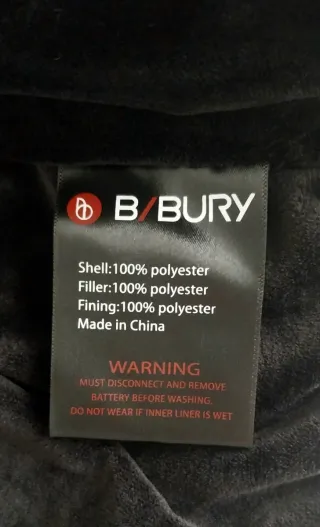 B/BURY
Shell:100% polyester
Filler:100% polyester
Fining:100% polyester
Made in China
WARNING
MUST DISCONNECT AND REMOVE
BATTERY BEFORE WASHING.
DO NOT WEAR IF INNER LINER IS WET